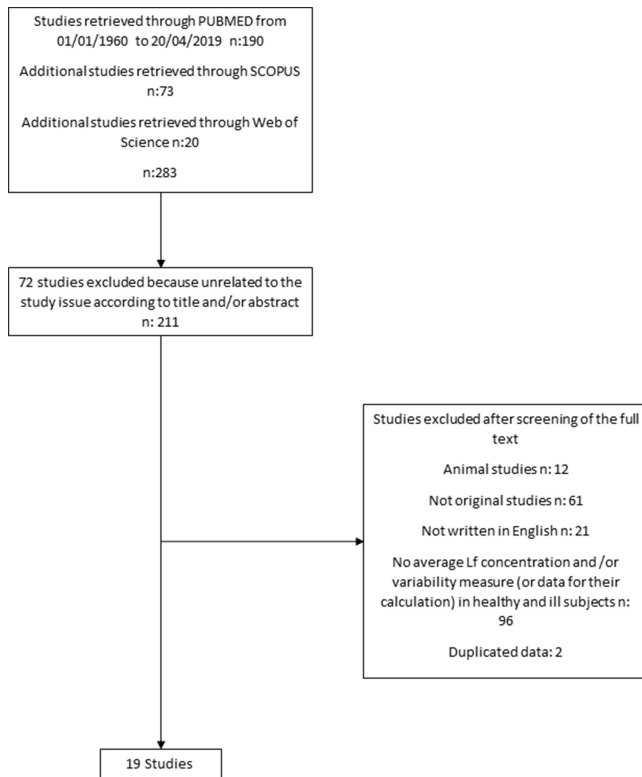 Studies retrieved through PUBMED from
01/01/1960 to 20/04/2019 n:190
Additional studies retrieved through SCOPUS
n:73
Additional studies retrieved through Web of
Science n:20
n:283
72 studies excluded because unrelated to the
study issue according to title and/or abstract
n: 211
Studies excluded after screening of the full
text
Animal studies n: 12
Not original studies n: 61
Not written in English n: 21
No average Lf concentration and /or
variability measure (or data for their
calculation) in healthy and ill subjects n:
96
Duplicated data: 2
19 Studies